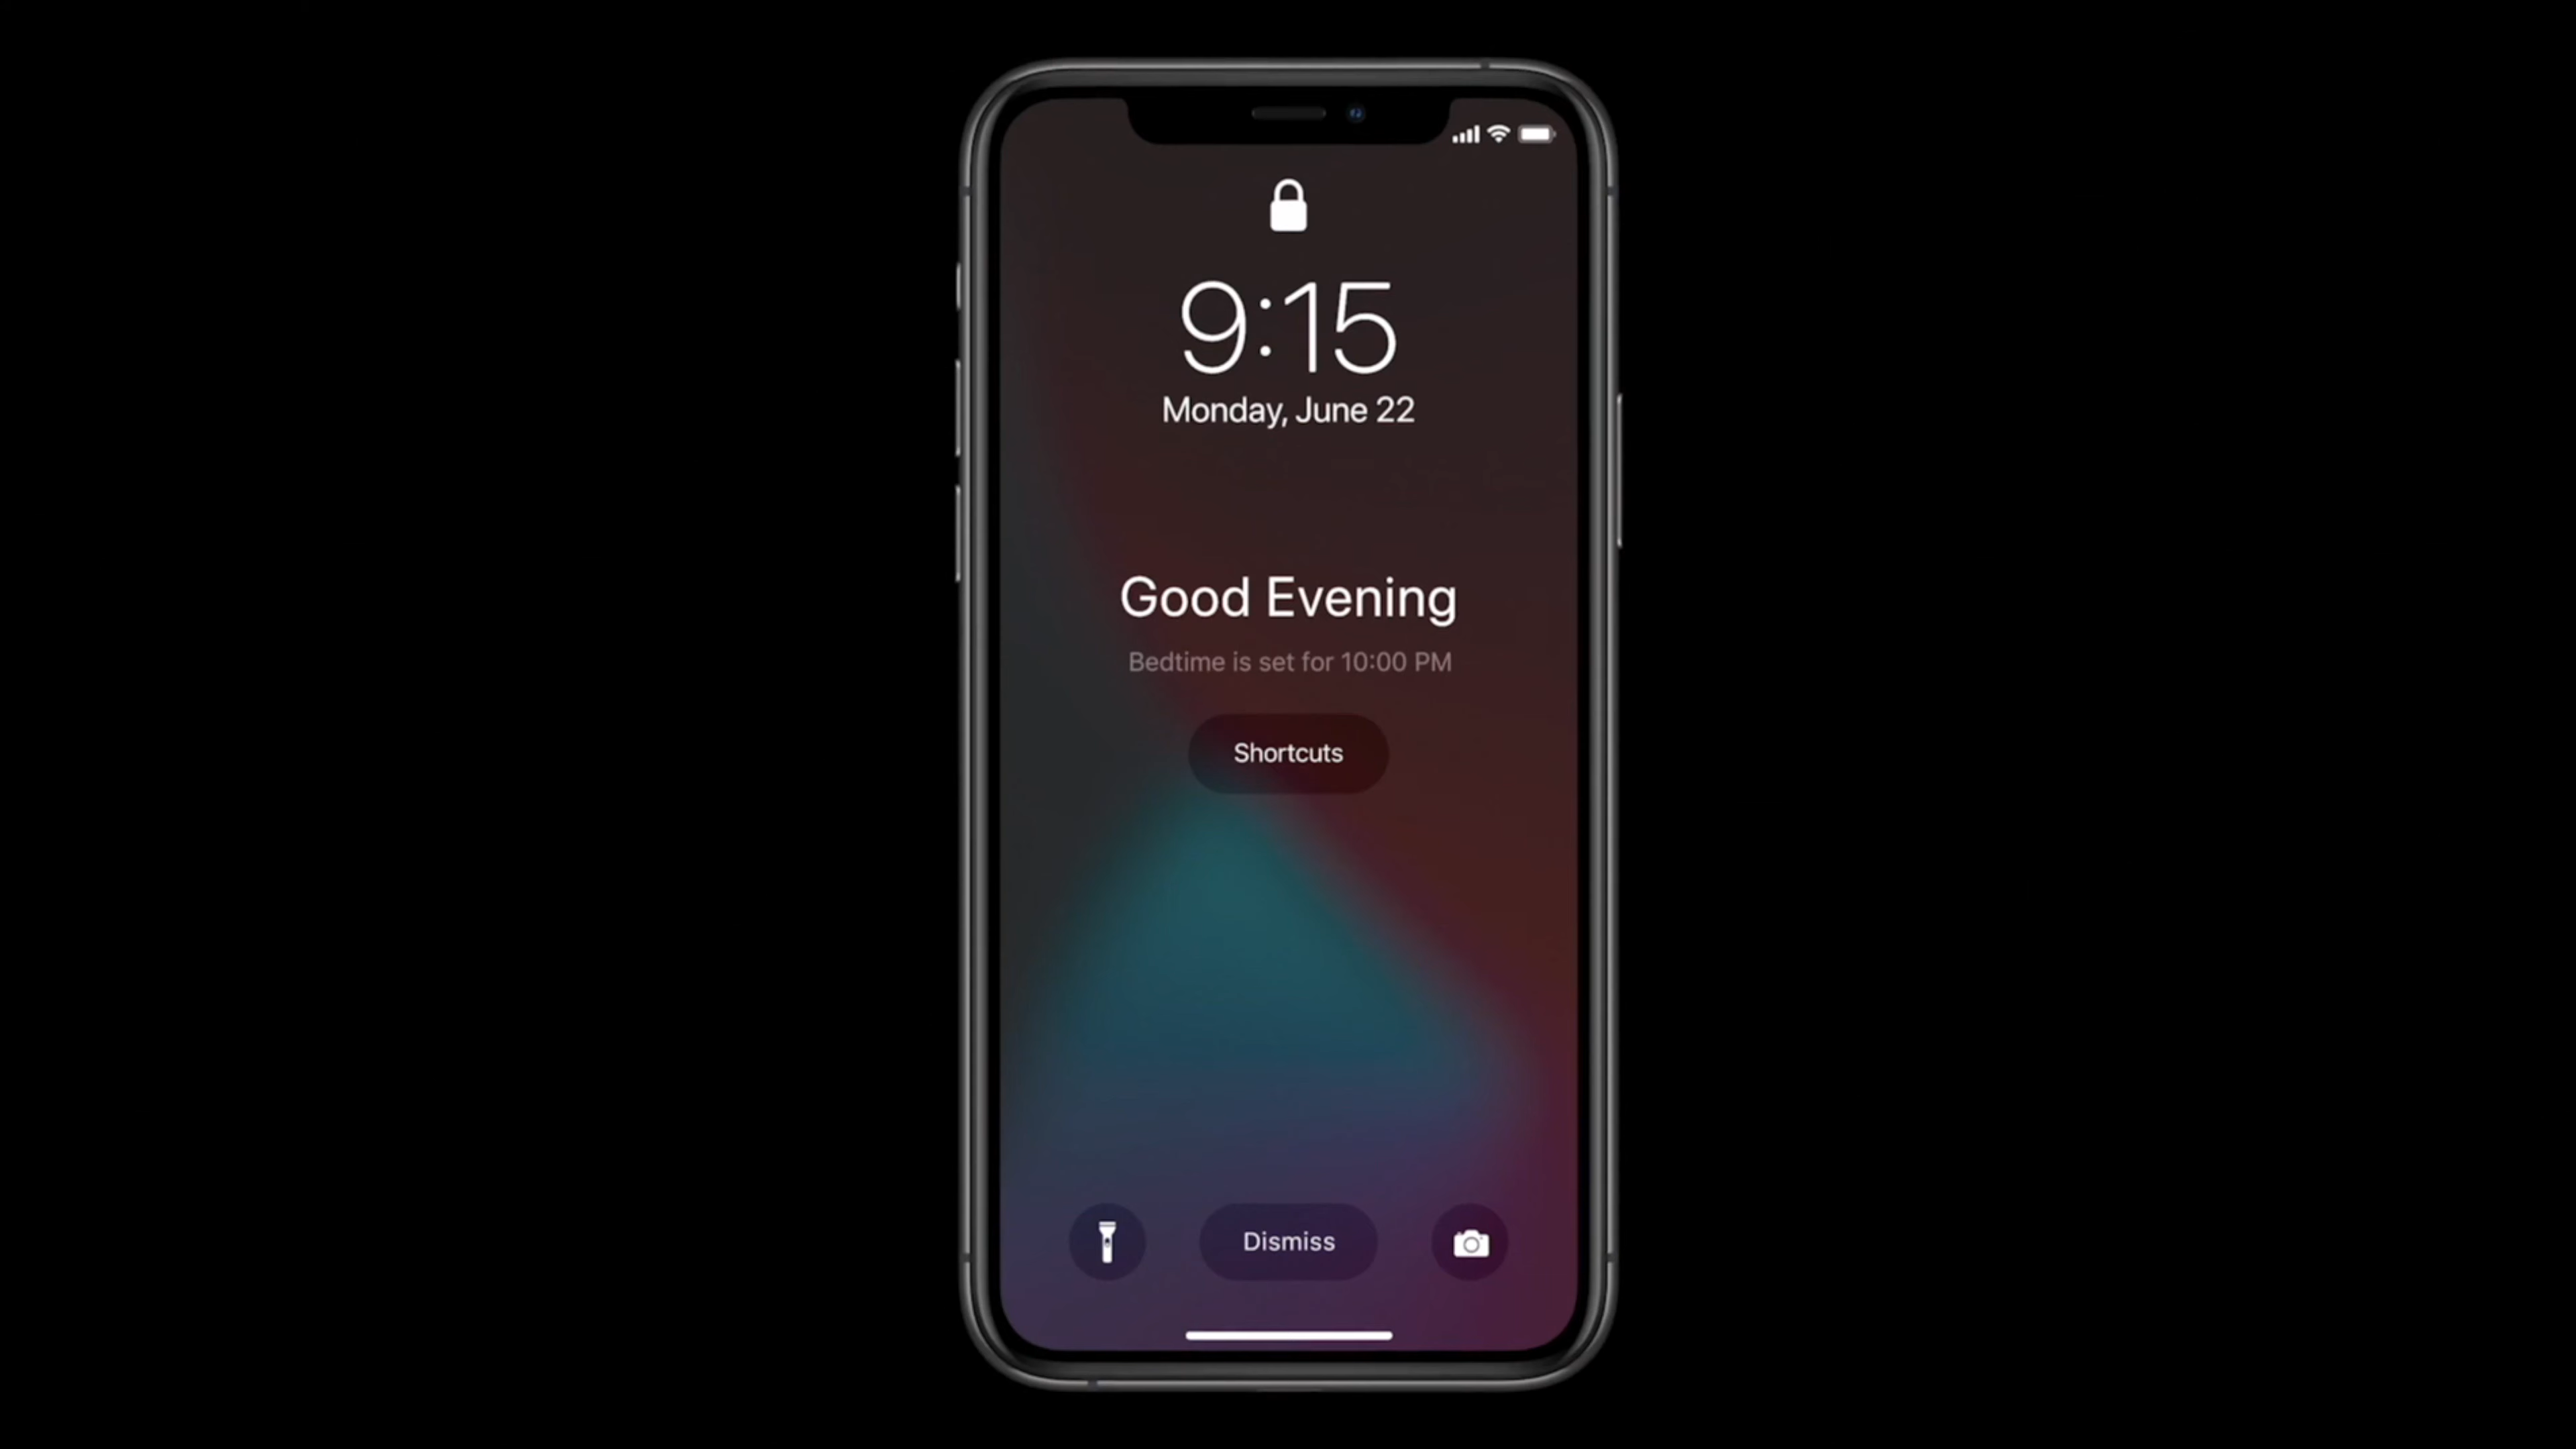 9:15
Monday, June 22
Good Evening
Bedtime is set for 10:00 PM
Shortcuts
Dismiss